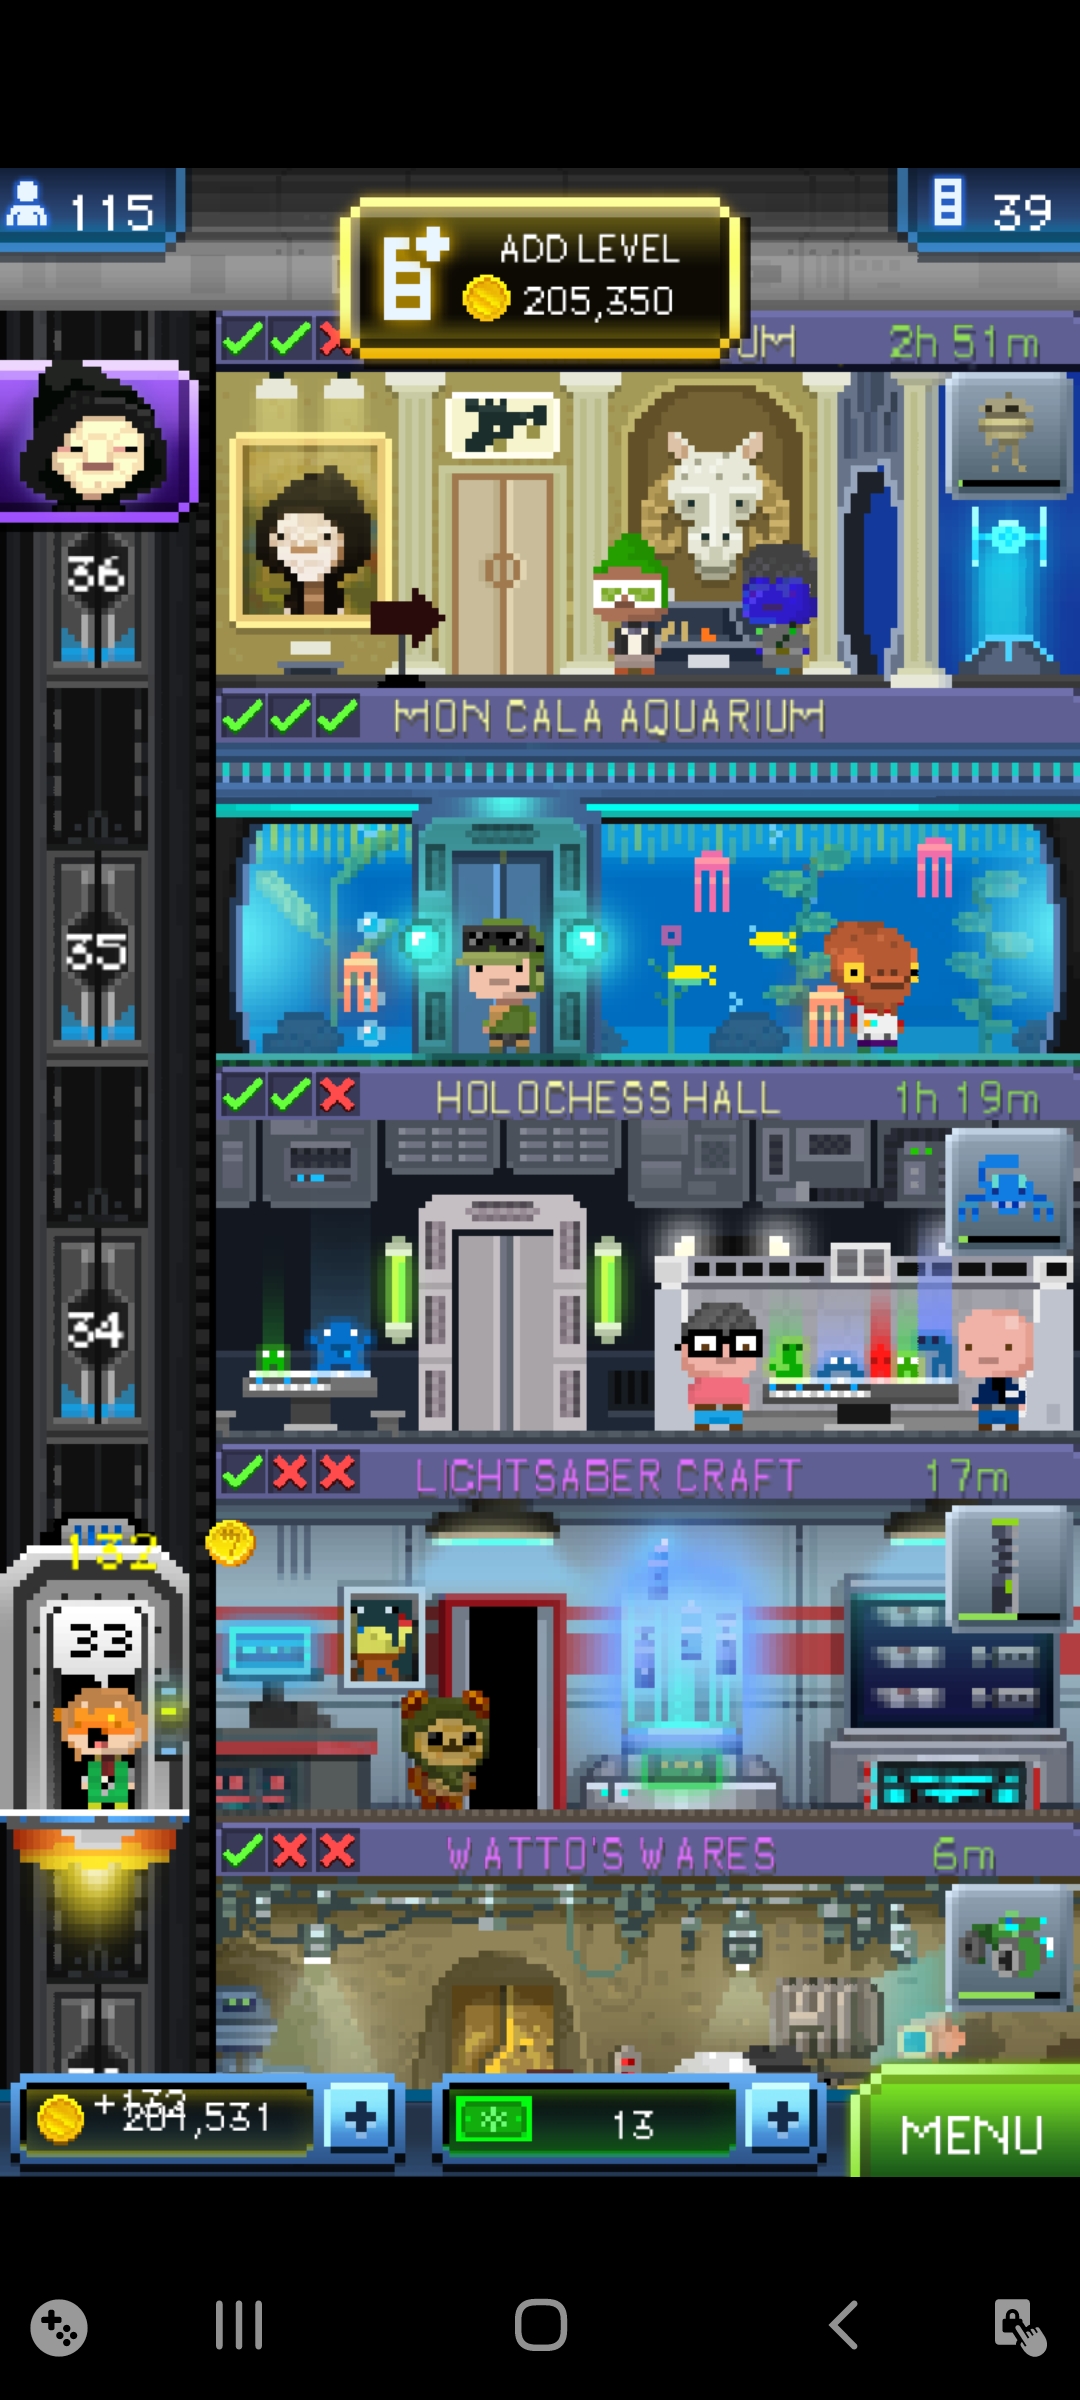 115
39
ADD LEVEL
205,350
UM
2h 51m
36
MON CALA AQUARIUM
35
HOLOCHESS HALL
1h 19m
34
LIGHTSABER CRAFT
17m
132
33
WATTO'S WARES
6m
+132
204,531
13
MENU